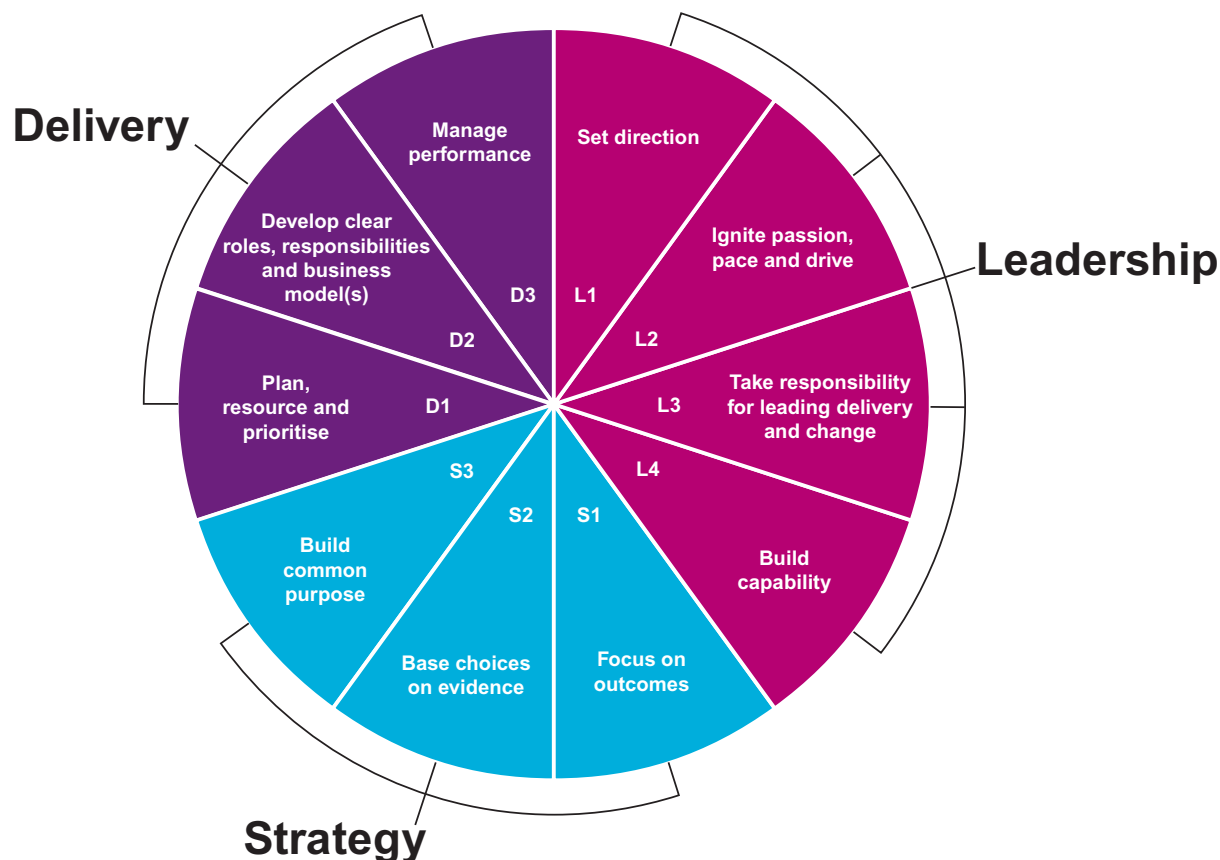 Delivery
Leadership
Strategy
Set direction
L1
Ignite passion,
pace and drive
L2
Take responsibility
for leading delivery
and change
L3
Build
capability
L4
Focus on
outcomes
S1
Base choices
on evidence
S2
Build
common
purpose
S3
Plan,
resource and
prioritise
D1
Develop clear
roles, responsibilities
and business
model(s)
D2
Manage
performance
D3